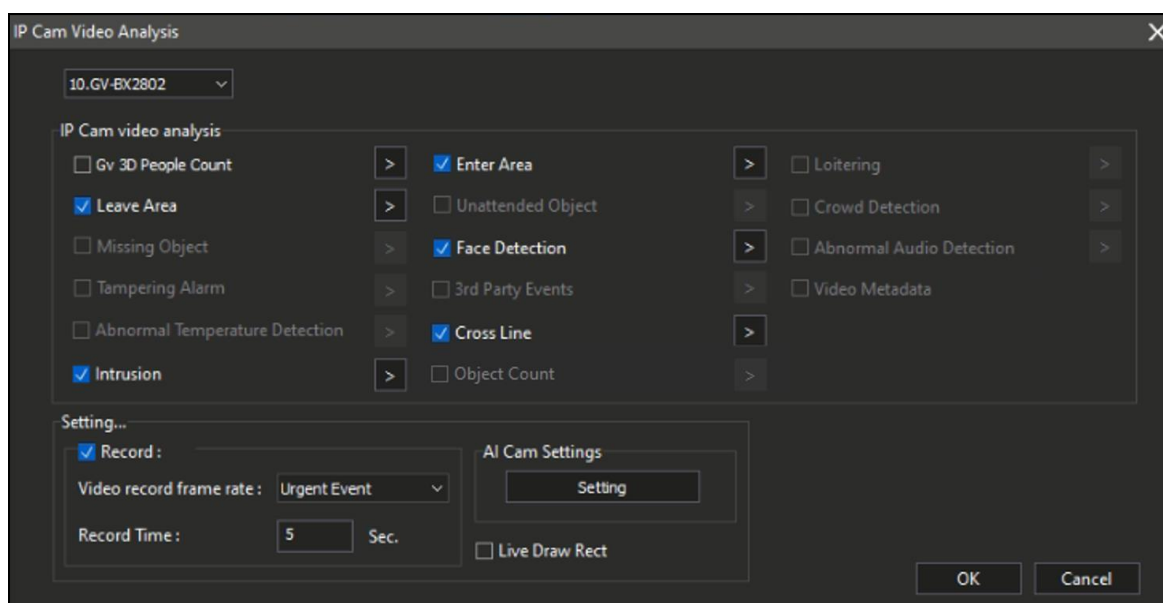 IP Cam Video Analysis
10.GV-BX2802
IP Cam video analysis
Gv 3D People Count > Enter Area > Loitering >
Leave Area > Unattended Object > Crowd Detection >
Missing Object > Face Detection > Abnormal Audio Detection >
Tampering Alarm > 3rd Party Events > Video Metadata
Abnormal Temperature Detection > Cross Line >
Intrusion > Object Count >
Setting...
Record :
Video record frame rate : Urgent Event
Record Time : 5 Sec.
AI Cam Settings
Setting
Live Draw Rect
OK Cancel